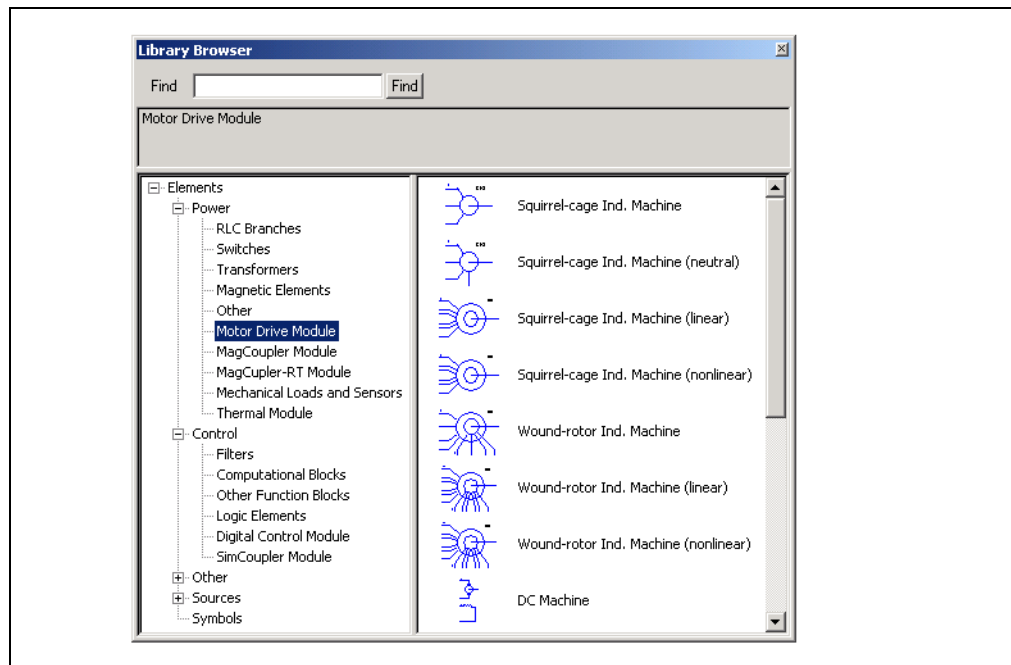 Library Browser
Find
Find
Motor Drive Module
Elements
Power
RLC Branches
Switches
Transformers
Magnetic Elements
Other
Motor Drive Module
MagCoupler Module
MagCupler-RT Module
Mechanical Loads and Sensors
Thermal Module
Control
Filters
Computational Blocks
Other Function Blocks
Logic Elements
Digital Control Module
SimCoupler Module
Other
Sources
Symbols
Squirrel-cage Ind. Machine
Squirrel-cage Ind. Machine (neutral)
Squirrel-cage Ind. Machine (linear)
Squirrel-cage Ind. Machine (nonlinear)
Wound-rotor Ind. Machine
Wound-rotor Ind. Machine (linear)
Wound-rotor Ind. Machine (nonlinear)
DC Machine